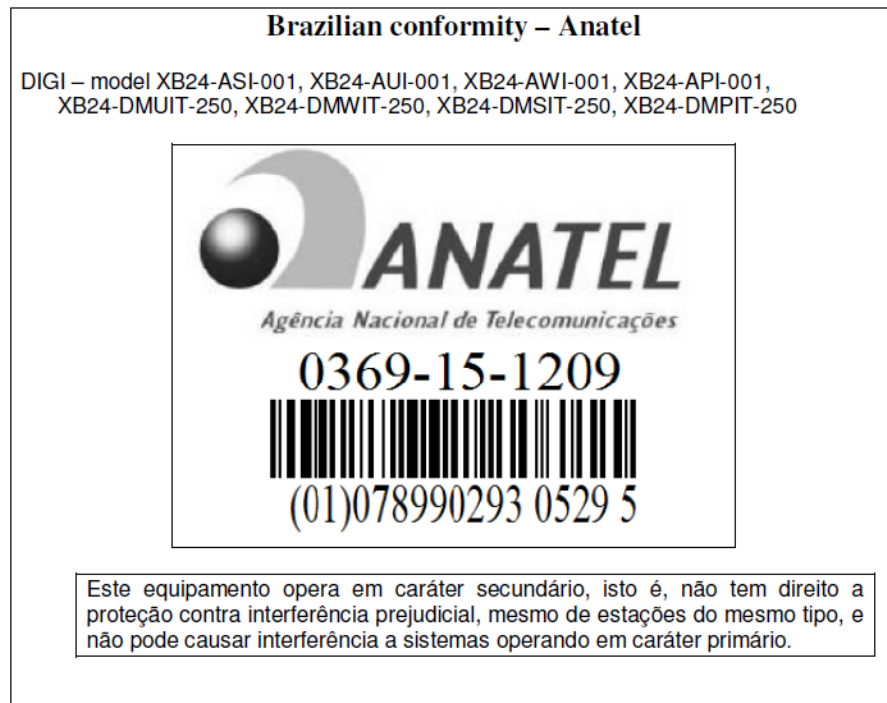 Brazilian conformity – Anatel
DIGI – model XB24-ASI-001, XB24-AUI-001, XB24-AWI-001, XB24-API-001,
XB24-DMUIT-250, XB24-DMWIT-250, XB24-DMSIT-250, XB24-DMPIT-250
ANATEL
Agência Nacional de Telecomunicações
0369-15-1209
(01)078990293 0529 5
Este equipamento opera em caráter secundário, isto é, não tem direito a
proteção contra interferência prejudicial, mesmo de estações do mesmo tipo, e
não pode causar interferência a sistemas operando em caráter primário.